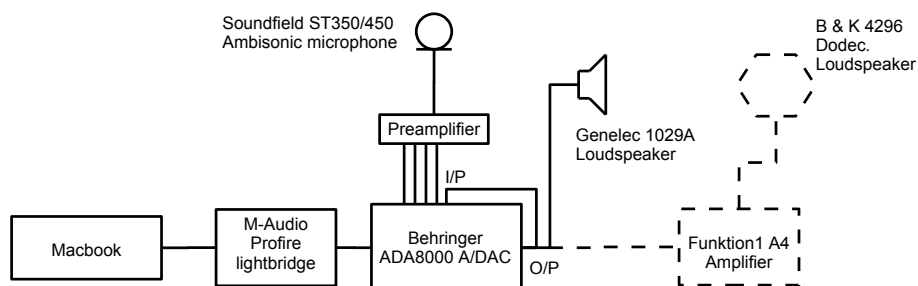 Soundfield ST350/450
Ambisonic microphone
B & K 4296
Dodec.
Loudspeaker
Preamplifier
Genelec 1029A
Loudspeaker
I/P
Macbook
M-Audio
Profire
lightbridge
Behringer
ADA8000 A/DAC
O/P
Funktion1 A4
Amplifier